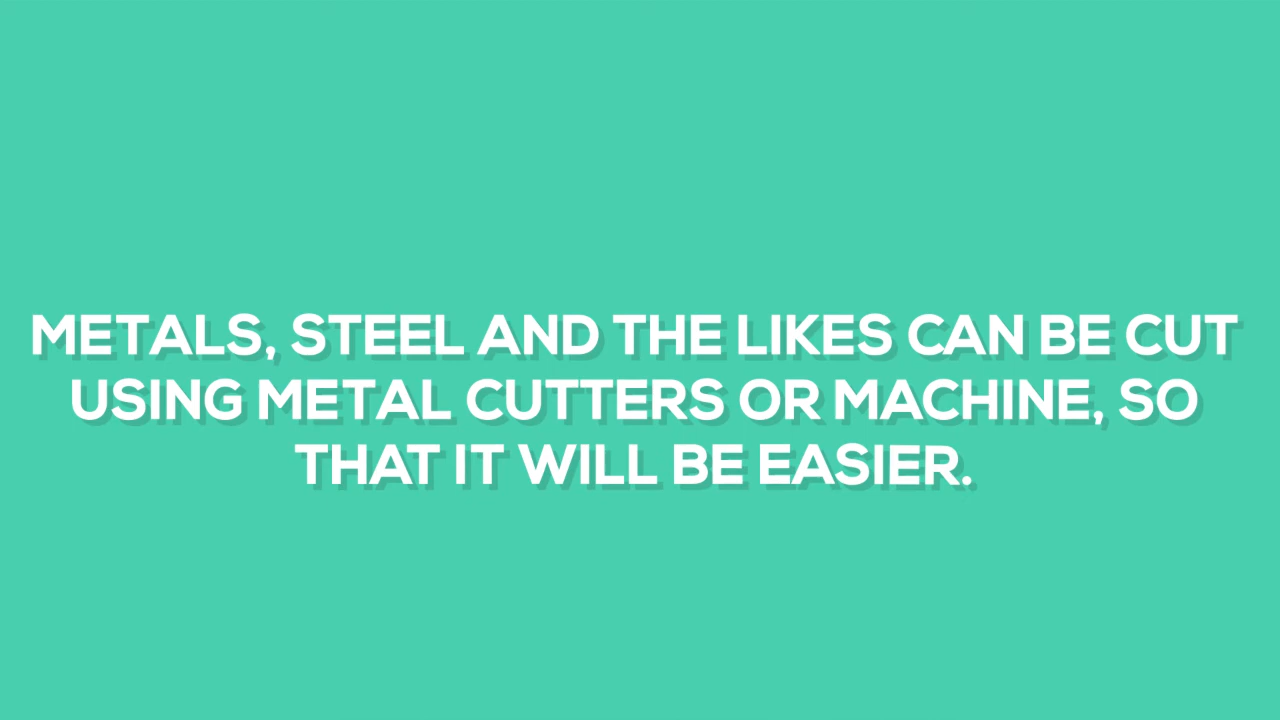 METALS, STEEL AND THE LIKES CAN BE CUT
USING METAL CUTTERS OR MACHINE, SO
THAT IT WILL BE EASIER.